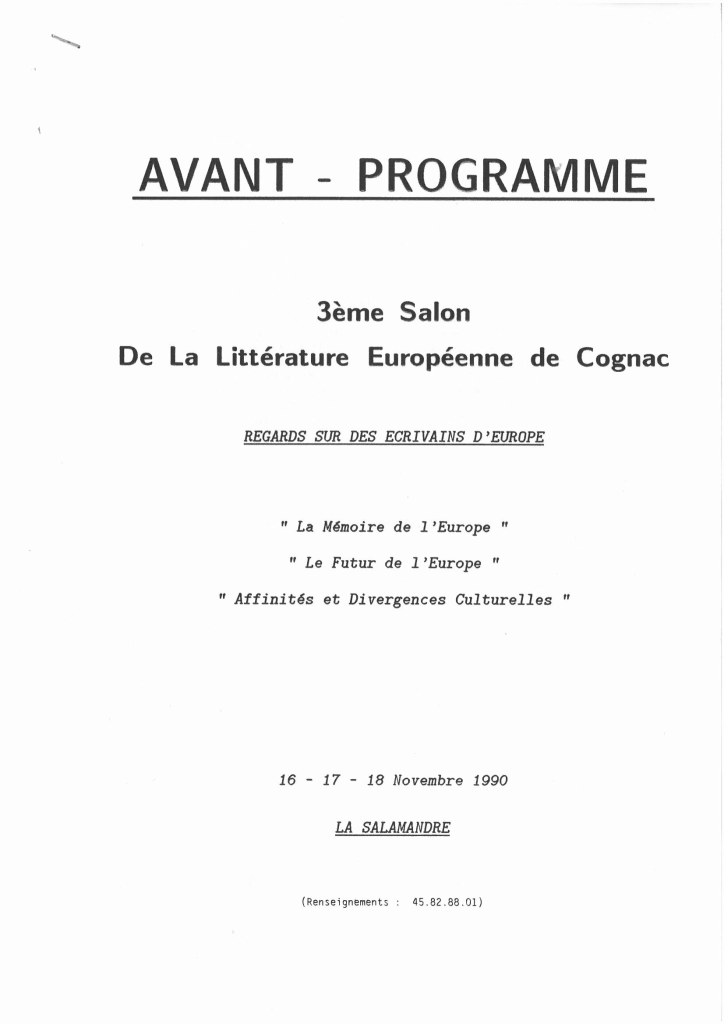 AVANT - PROGRAMME
3ème Salon
De La Littérature Européenne de Cognac
REGARDS SUR DES ECRIVAINS D'EUROPE
" La Mémoire de l'Europe "
" Le Futur de l'Europe "
" Affinités et Divergences Culturelles "
16 - 17 - 18 Novembre 1990
LA SALAMANDRE
(Renseignements : 45.82.88.01)